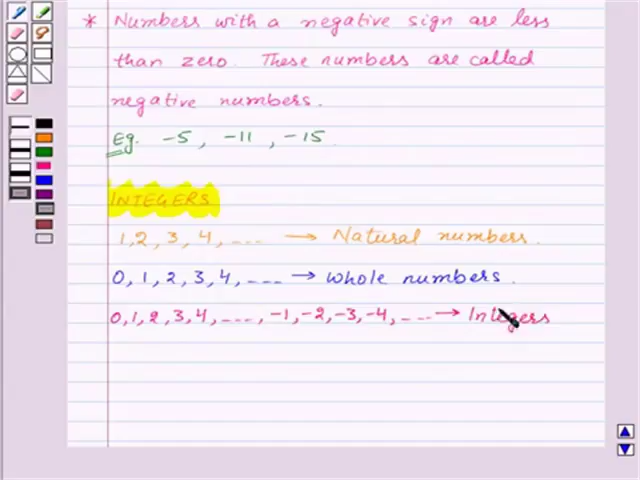 * Numbers with a negative sign are less
than zero. These numbers are called
negative numbers.
Eg. -5, -11, -15.
INTEGERS
1, 2, 3, 4, .... → Natural numbers.
0, 1, 2, 3, 4, .... → whole numbers.
0, 1, 2, 3, 4, ...., -1, -2, -3, -4, .... → Integers